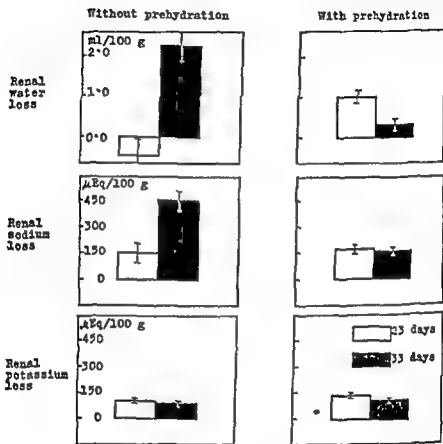 Without prehydration
With prehydration
ml/100 g
2·0
1·0
0·0
Renal
water
loss
µEq/100 g
450
300
150
0
Renal
sodium
loss
µEq/100 g
450
300
150
0
Renal
potassium
loss
23 days
33 days